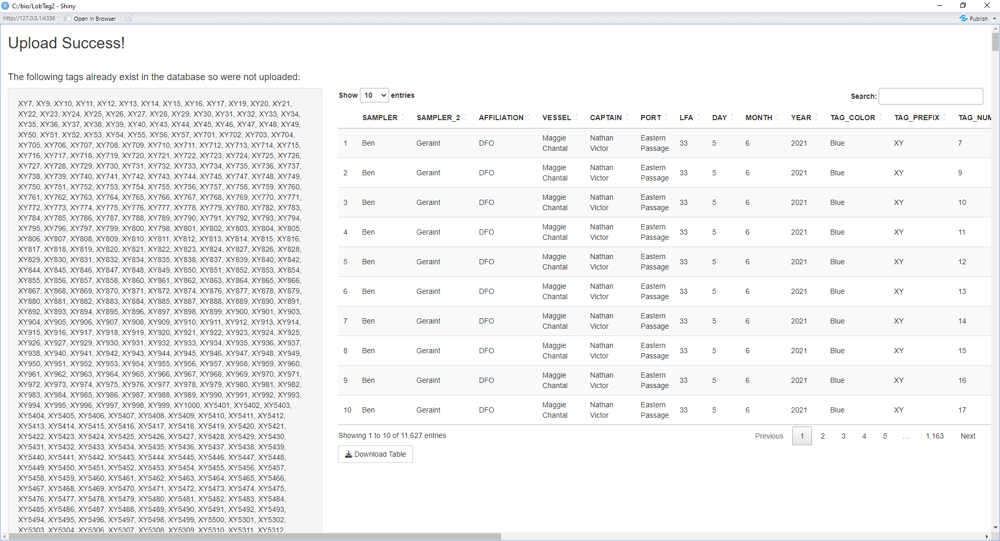 C:/bio/LobTag2 - Shiny
http://127.0.0.1:4336 Open in Browser Publish
Upload Success!
The following tags already exist in the database so were not uploaded:
XY7, XY9, XY10, XY11, XY12, XY13, XY14, XY15, XY16, XY17, XY19, XY20, XY21,
XY22, XY23, XY24, XY25, XY26, XY27, XY28, XY29, XY30, XY31, XY32, XY33, XY34,
XY35, XY36, XY37, XY38, XY39, XY40, XY43, XY44, XY45, XY46, XY47, XY48, XY49,
XY50, XY51, XY52, XY53, XY54, XY55, XY56, XY57, XY701, XY702, XY703, XY704,
XY705, XY706, XY707, XY708, XY709, XY710, XY711, XY712, XY713, XY714, XY715,
XY716, XY717, XY718, XY719, XY720, XY721, XY722, XY723, XY724, XY725, XY726,
XY727, XY728, XY729, XY730, XY731, XY732, XY733, XY734, XY735, XY736, XY737,
XY738, XY739, XY740, XY741, XY742, XY743, XY744, XY745, XY747, XY748, XY749,
XY750, XY751, XY752, XY753, XY754, XY755, XY756, XY757, XY758, XY759, XY760,
XY761, XY762, XY763, XY764, XY765, XY766, XY767, XY768, XY769, XY770, XY771,
XY772, XY773, XY774, XY775, XY776, XY777, XY778, XY779, XY780, XY782, XY783,
XY784, XY785, XY786, XY787, XY788, XY789, XY790, XY791, XY792, XY793, XY794,
XY795, XY796, XY797, XY799, XY800, XY798, XY801, XY802, XY803, XY804, XY805,
XY806, XY807, XY808, XY809, XY810, XY811, XY812, XY813, XY814, XY815, XY816,
XY817, XY818, XY819, XY820, XY821, XY822, XY823, XY824, XY827, XY826, XY828,
XY829, XY830, XY831, XY832, XY834, XY835, XY838, XY837, XY839, XY840, XY842,
XY844, XY845, XY846, XY847, XY848, XY849, XY850, XY851, XY852, XY853, XY854,
XY855, XY856, XY857, XY858, XY860, XY861, XY862, XY863, XY864, XY865, XY866,
XY867, XY868, XY869, XY870, XY871, XY872, XY874, XY876, XY877, XY878, XY879,
XY880, XY881, XY882, XY883, XY884, XY885, XY887, XY888, XY889, XY890, XY891,
XY892, XY893, XY894, XY895, XY896, XY897, XY898, XY899, XY900, XY901, XY903,
XY904, XY905, XY906, XY907, XY908, XY909, XY910, XY911, XY912, XY913, XY914,
XY915, XY916, XY917, XY918, XY919, XY920, XY921, XY922, XY923, XY924, XY925,
XY926, XY927, XY929, XY930, XY931, XY932, XY933, XY934, XY935, XY936, XY937,
XY938, XY940, XY941, XY942, XY943, XY944, XY945, XY946, XY947, XY948, XY949,
XY950, XY951, XY952, XY953, XY954, XY955, XY956, XY957, XY958, XY959, XY960,
XY961, XY962, XY963, XY964, XY965, XY966, XY967, XY968, XY969, XY970, XY971,
XY972, XY973, XY974, XY975, XY976, XY977, XY978, XY979, XY980, XY981, XY982,
XY983, XY984, XY985, XY986, XY987, XY988, XY989, XY990, XY991, XY992, XY993,
XY994, XY995, XY996, XY997, XY998, XY999, XY1000, XY5401, XY5402, XY5403,
XY5404, XY5405, XY5406, XY5407, XY5408, XY5409, XY5410, XY5411, XY5412,
XY5413, XY5414, XY5415, XY5416, XY5417, XY5418, XY5419, XY5420, XY5421,
XY5422, XY5423, XY5424, XY5425, XY5426, XY5427, XY5428, XY5429, XY5430,
XY5431, XY5432, XY5433, XY5434, XY5435, XY5436, XY5437, XY5438, XY5439,
XY5440, XY5441, XY5442, XY5443, XY5444, XY5445, XY5446, XY5447, XY5448,
XY5449, XY5450, XY5451, XY5452, XY5453, XY5454, XY5455, XY5456, XY5457,
XY5458, XY5459, XY5460, XY5461, XY5462, XY5463, XY5464, XY5465, XY5466,
XY5467, XY5468, XY5469, XY5470, XY5471, XY5472, XY5473, XY5474, XY5475,
XY5476, XY5477, XY5478, XY5479, XY5480, XY5481, XY5482, XY5483, XY5484,
XY5485, XY5486, XY5487, XY5488, XY5489, XY5490, XY5491, XY5492, XY5493,
XY5494, XY5495, XY5496, XY5497, XY5498, XY5499, XY5500, XY5301, XY5302,
XY5303, XY5304, XY5306, XY5307, XY5308, XY5309, XY5310, XY5311, XY5312
Show 10 entries Search:
SAMPLER SAMPLER_2 AFFILIATION VESSEL CAPTAIN PORT LFA DAY MONTH YEAR TAG_COLOR TAG_PREFIX TAG_NUM
1 Ben Geraint DFO Maggie Chantal Nathan Victor Eastern Passage 33 5 6 2021 Blue XY 7
2 Ben Geraint DFO Maggie Chantal Nathan Victor Eastern Passage 33 5 6 2021 Blue XY 9
3 Ben Geraint DFO Maggie Chantal Nathan Victor Eastern Passage 33 5 6 2021 Blue XY 10
4 Ben Geraint DFO Maggie Chantal Nathan Victor Eastern Passage 33 5 6 2021 Blue XY 11
5 Ben Geraint DFO Maggie Chantal Nathan Victor Eastern Passage 33 5 6 2021 Blue XY 12
6 Ben Geraint DFO Maggie Chantal Nathan Victor Eastern Passage 33 5 6 2021 Blue XY 13
7 Ben Geraint DFO Maggie Chantal Nathan Victor Eastern Passage 33 5 6 2021 Blue XY 14
8 Ben Geraint DFO Maggie Chantal Nathan Victor Eastern Passage 33 5 6 2021 Blue XY 15
9 Ben Geraint DFO Maggie Chantal Nathan Victor Eastern Passage 33 5 6 2021 Blue XY 16
10 Ben Geraint DFO Maggie Chantal Nathan Victor Eastern Passage 33 5 6 2021 Blue XY 17
Showing 1 to 10 of 11,627 entries Previous 1 2 3 4 5 … 1,163 Next
Download Table